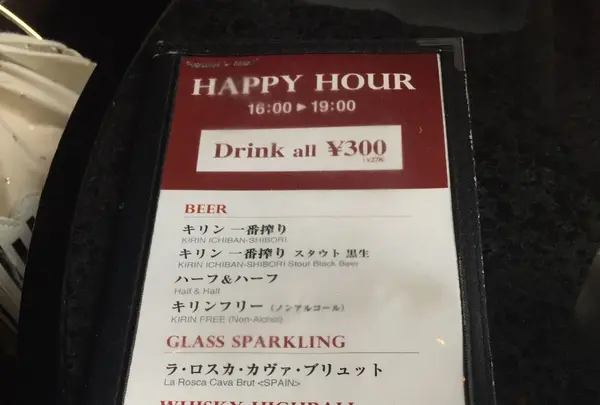 HAPPY HOUR
16:00 ▶ 19:00
Drink all ¥300
BEER
キリン 一番搾り
KIRIN ICHIBAN-SHIBORI
キリン 一番搾り スタウト 黒生
KIRIN ICHIBAN-SHIBORI Stout Black Beer
ハーフ&ハーフ
Half & Half
キリンフリー (ノンアルコール)
KIRIN FREE (Non-Alchol)
GLASS SPARKLING
ラ・ロスカ・カヴァ・ブリュット
La Rosca Cava Brut <SPAIN>
WHISKY HIGHBALL